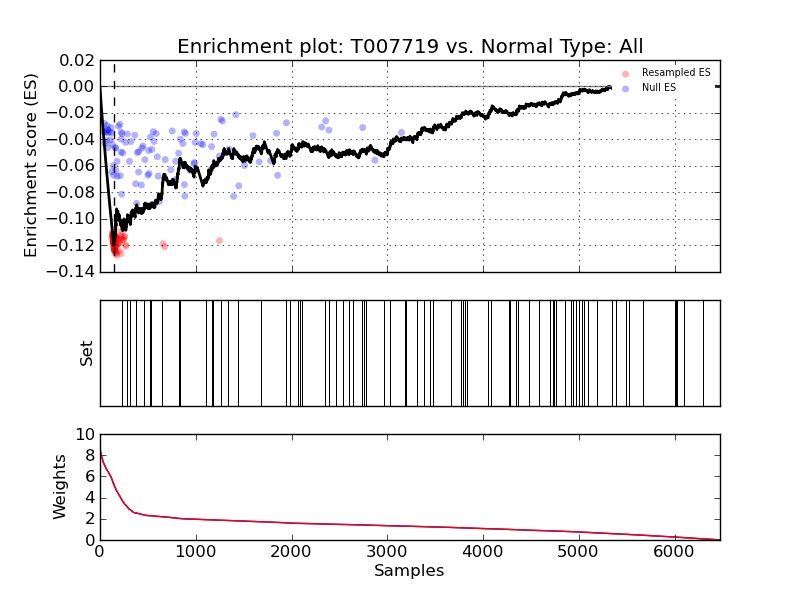 Enrichment plot: T007719 vs. Normal Type: All
Enrichment score (ES)
0.02
0.00
−0.02
−0.04
−0.06
−0.08
−0.10
−0.12
−0.14
Resampled ES
Null ES
Set
Weights
10
8
6
4
2
0
0 1000 2000 3000 4000 5000 6000
Samples